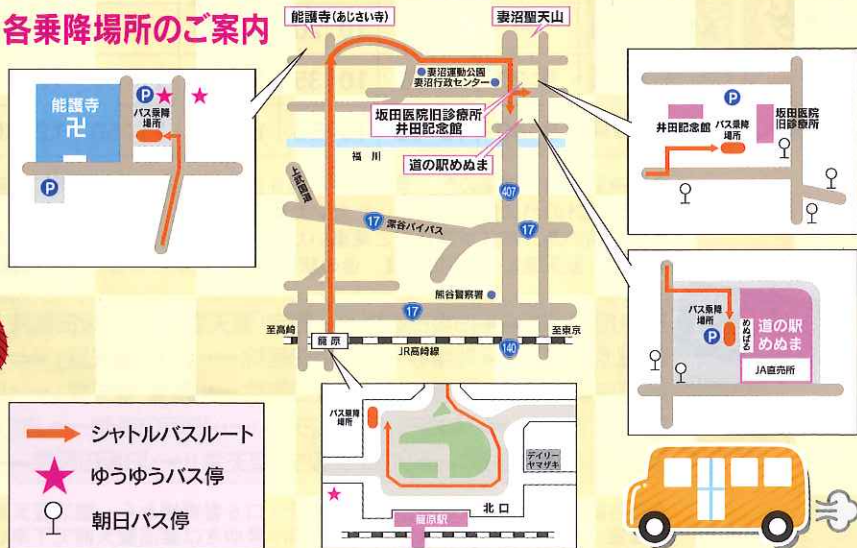 各乗降場所のご案内
能護寺(あじさい寺)
妻沼聖天山
能護寺
卍
P
バス乗降
場所
P
妻沼運動公園
妻沼行政センター
坂田医院旧診療所
井田記念館
道の駅めぬま
福川
上武国道
407
17
深谷バイパス
17
熊谷警察署
17
至高崎
籠原
JR高崎線
至東京
140
P
井田記念館
バス乗降
場所
坂田医院
旧診療所
バス乗降
場所
P
めぬぱる
道の駅
めぬま
JA直売所
シャトルバスルート
ゆうゆうバス停
朝日バス停
バス乗降
場所
デイリー
ヤマザキ
北口
籠原駅